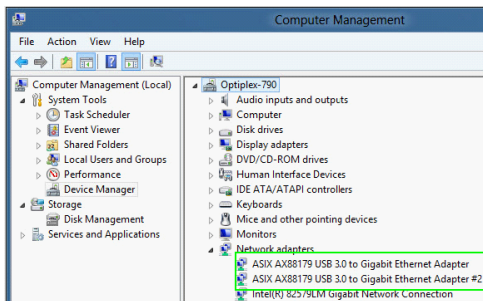 Computer Management
File Action View Help
Computer Management (Local)
System Tools
Task Scheduler
Event Viewer
Shared Folders
Local Users and Groups
Performance
Device Manager
Storage
Disk Management
Services and Applications
Optiplex-790
Audio inputs and outputs
Computer
Disk drives
Display adapters
DVD/CD-ROM drives
Human Interface Devices
IDE ATA/ATAPI controllers
Keyboards
Mice and other pointing devices
Monitors
Network adapters
ASIX AX88179 USB 3.0 to Gigabit Ethernet Adapter
ASIX AX88179 USB 3.0 to Gigabit Ethernet Adapter #2
Intel(R) 82579LM Gigabit Network Connection